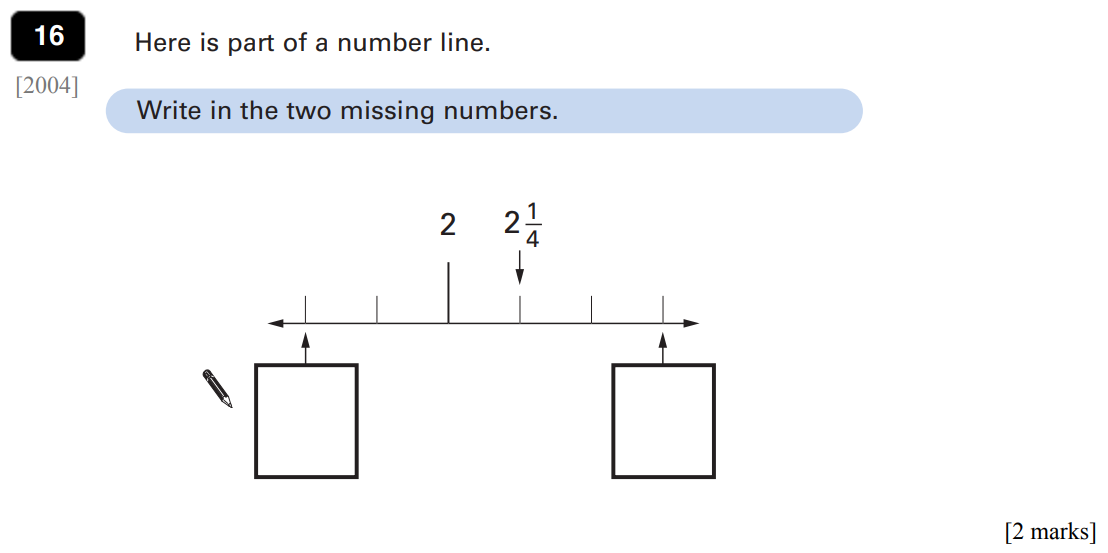 16
Here is part of a number line.
[2004]
Write in the two missing numbers.
2 2 1/4
[2 marks]